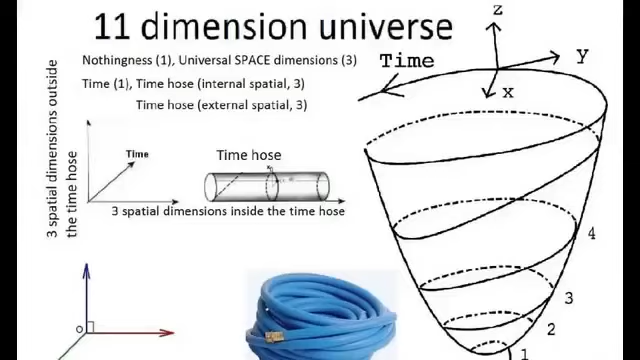 11 dimension universe
Nothingness (1), Universal SPACE dimensions (3)
Time (1), Time hose (internal spatial, 3)
Time hose (external spatial, 3)
3 spatial dimensions outside
the time hose
Time
Time hose
3 spatial dimensions inside the time hose
z
Time
Y
x
4
3
2
1
O